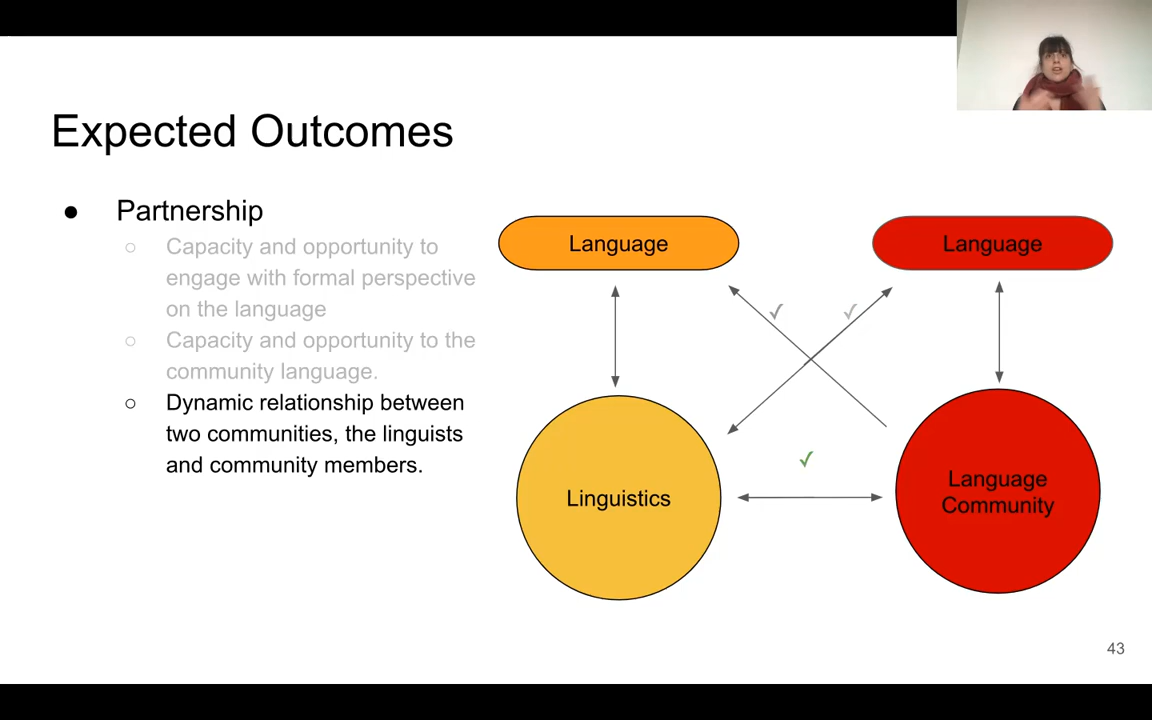 Expected Outcomes
● Partnership
○ Capacity and opportunity to
engage with formal perspective
on the language
○ Capacity and opportunity to the
community language.
○ Dynamic relationship between
two communities, the linguists
and community members.
Language
Language
✓ ✓
✓
Linguistics
Language
Community
43